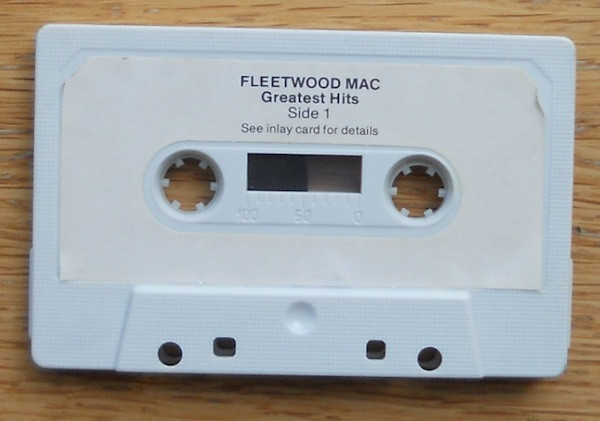 FLEETWOOD MAC
Greatest Hits
Side 1
See inlay card for details
100 50 0